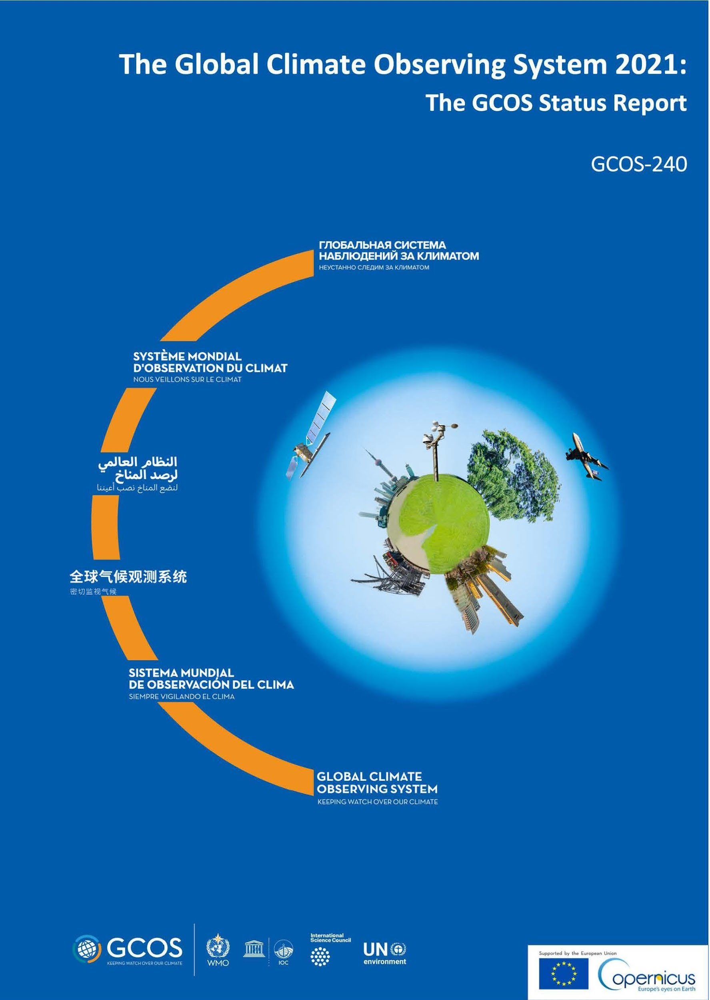 The Global Climate Observing System 2021:
The GCOS Status Report
GCOS-240
ГЛОБАЛЬНАЯ СИСТЕМА
НАБЛЮДЕНИЙ ЗА КЛИМАТОМ
НЕУСТАННО СЛЕДИМ ЗА КЛИМАТОМ
SYSTÈME MONDIAL
D'OBSERVATION DU CLIMAT
NOUS VEILLONS SUR LE CLIMAT
النظام العالمي
لرصد المناخ
لنضع المناخ نصب أعيننا
全球气候观测系统
密切监视气候
SISTEMA MUNDIAL
DE OBSERVACIÓN DEL CLIMA
SIEMPRE VIGILANDO EL CLIMA
GLOBAL CLIMATE
OBSERVING SYSTEM
KEEPING WATCH OVER OUR CLIMATE
GCOS
KEEPING WATCH OVER OUR CLIMATE
WMO
UNESCO
IOC
International
Science Council
UN
environment
Supported by the European Union
Copernicus
Europe's eyes on Earth